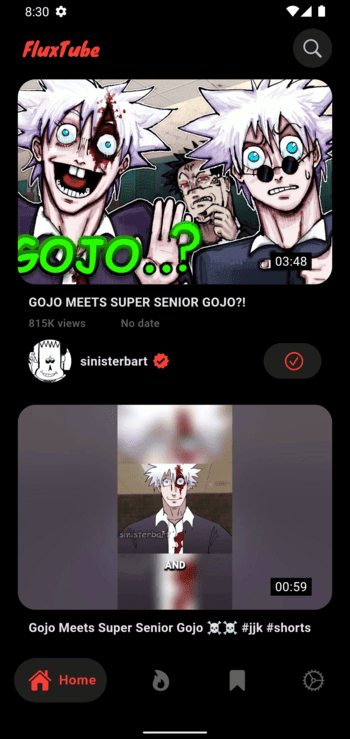 8:30
FluxTube
GOJO..?
03:48
GOJO MEETS SUPER SENIOR GOJO?!
815K views No date
sinisterbart
sinisterbart
AND
00:59
Gojo Meets Super Senior Gojo ☠️☠️ #jjk #shorts
Home